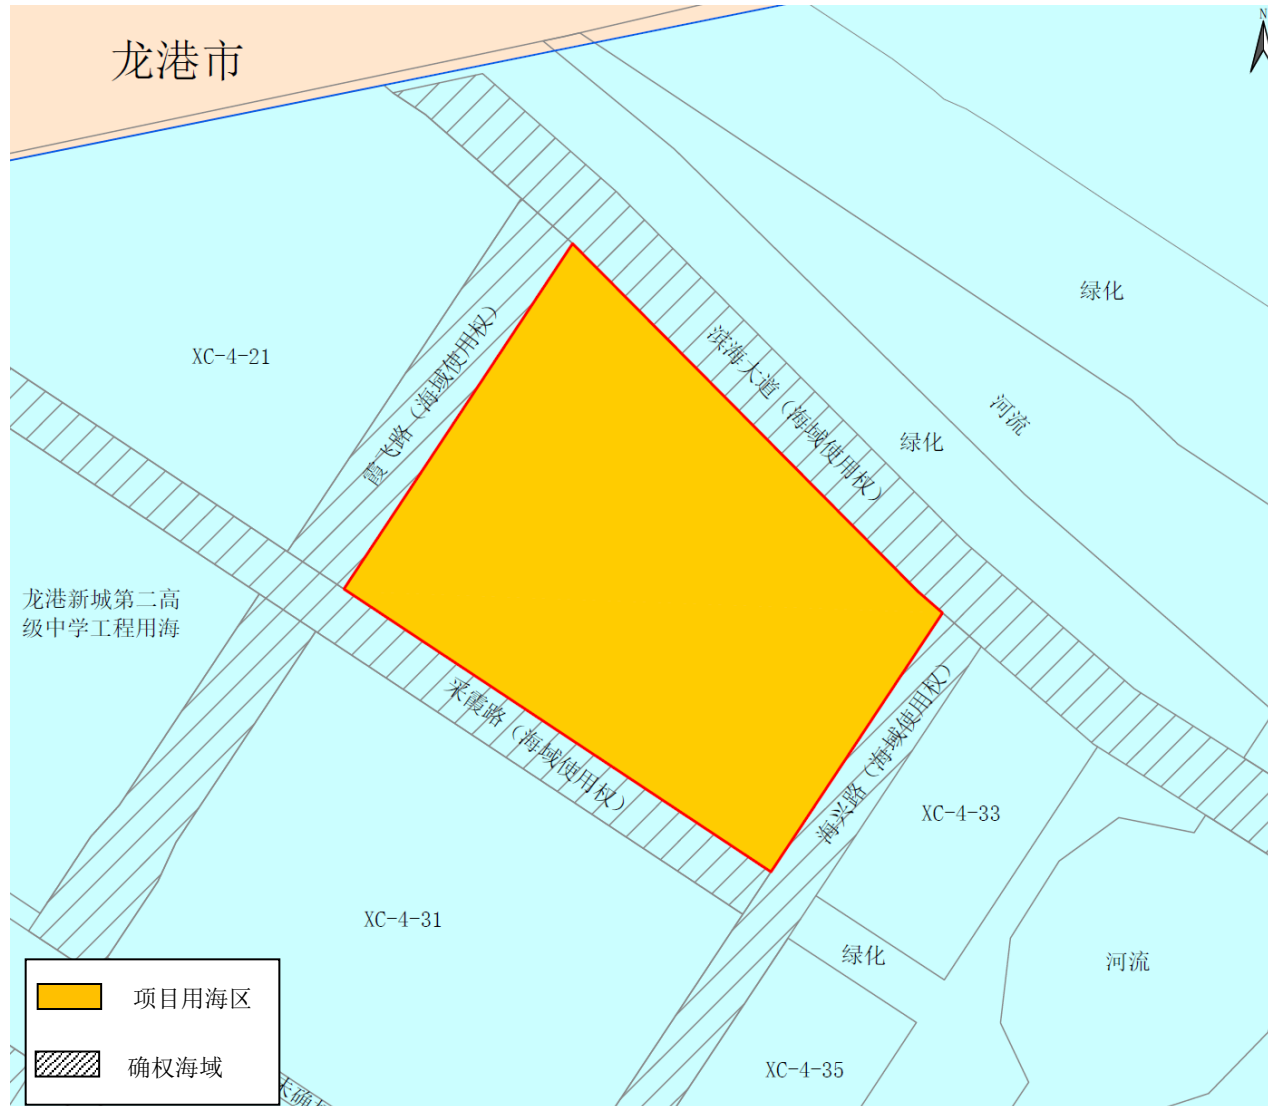 龙港市
N
绿化
XC-4-21
霞飞路（海域使用权）
滨海大道（海域使用权）
河流
绿化
龙港新城第二高
级中学工程用海
采霞路（海域使用权）
海兴路（海域使用权）
XC-4-33
XC-4-31
绿化
河流
XC-4-35
项目用海区
确权海域
未确